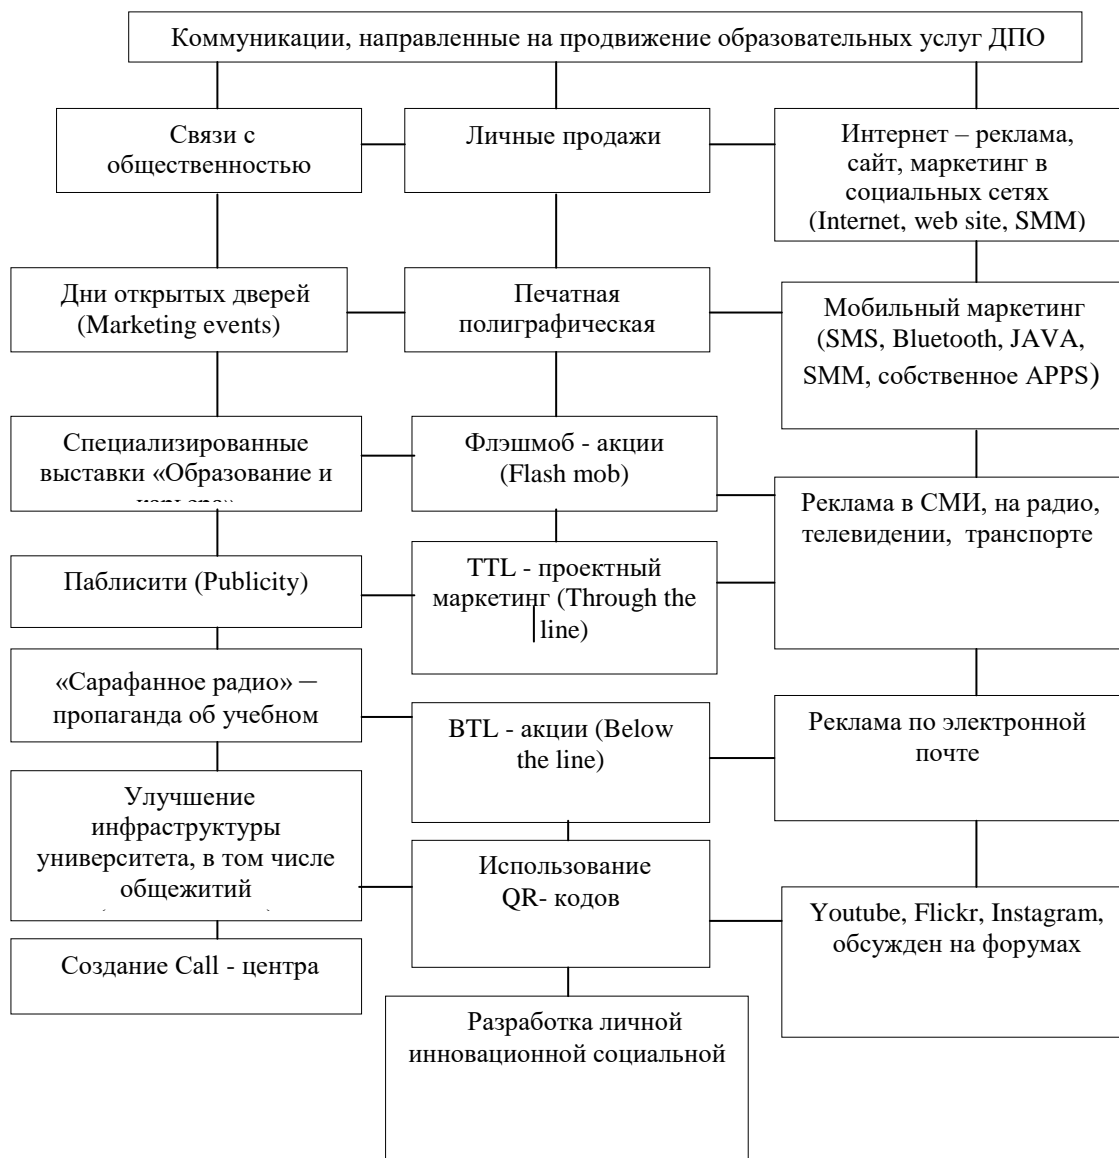 Коммуникации, направленные на продвижение образовательных услуг ДПО
Связи с
общественностью
Личные продажи
Интернет – реклама,
сайт, маркетинг в
социальных сетях
(Internet, web site, SMM)
Дни открытых дверей
(Marketing events)
Печатная
полиграфическая
Мобильный маркетинг
(SMS, Bluetooth, JAVA,
SMM, собственное APPS)
Специализированные
выставки «Образование и
Флэшмоб - акции
(Flash mob)
Реклама в СМИ, на радио,
телевидении, транспорте
Паблисити (Publicity)
TTL - проектный
маркетинг (Through the
line)
«Сарафанное радио» –
пропаганда об учебном
BTL - акции (Below
the line)
Реклама по электронной
почте
Улучшение
инфраструктуры
университета, в том числе
общежитий
Использование
QR- кодов
Youtube, Flickr, Instagram,
обсужден на форумах
Создание Call - центра
Разработка личной
инновационной социальной